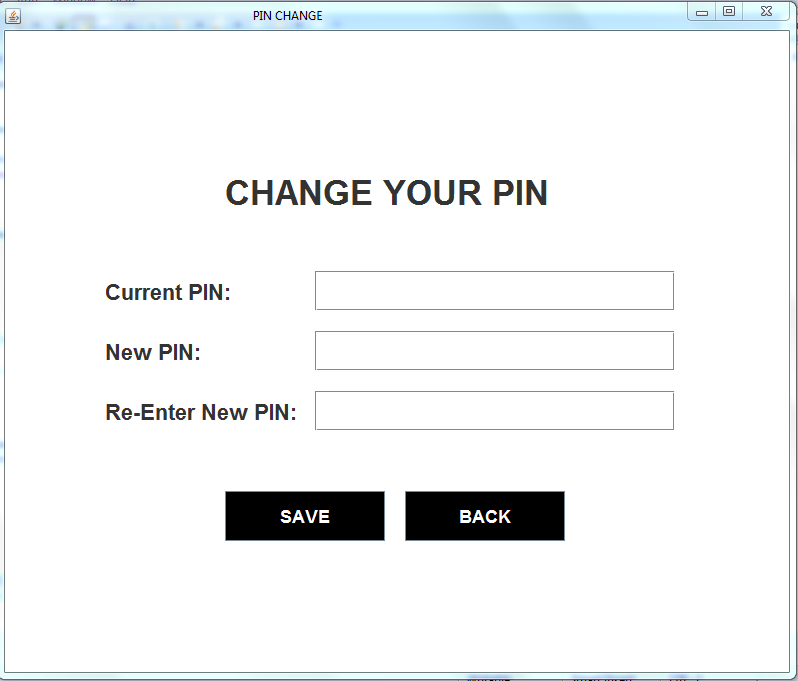 PIN CHANGE
CHANGE YOUR PIN
Current PIN:
New PIN:
Re-Enter New PIN:
SAVE BACK